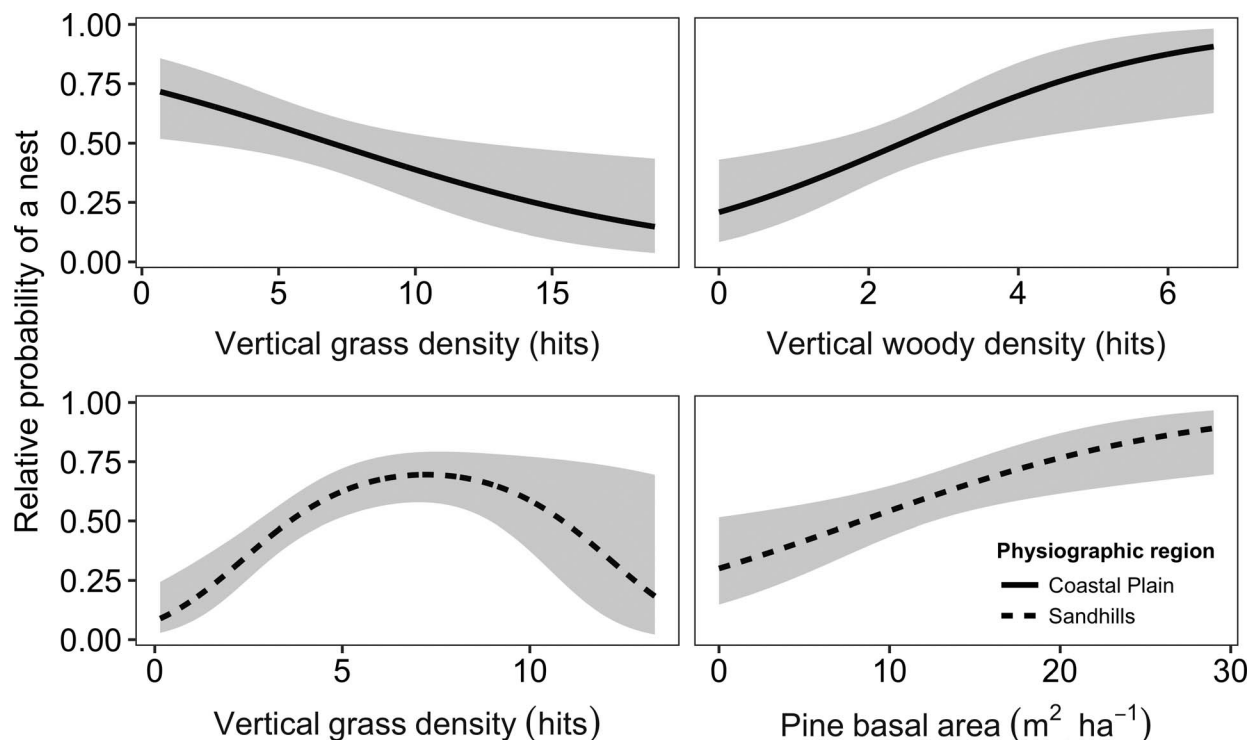 Relative probability of a nest
1.00
0.75
0.50
0.25
0.00
0 5 10 15
Vertical grass density (hits)
0 2 4 6
Vertical woody density (hits)
1.00
0.75
0.50
0.25
0.00
0 5 10
Vertical grass density (hits)
Physiographic region
Coastal Plain
Sandhills
0 10 20 30
Pine basal area (m² ha⁻¹)